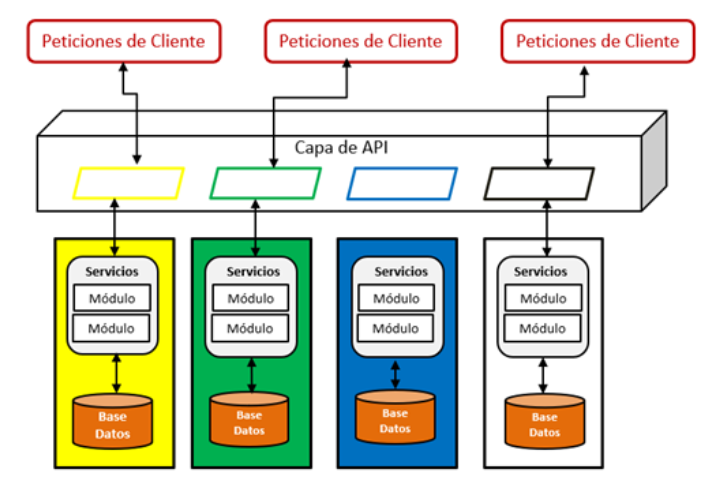 Peticiones de Cliente
Peticiones de Cliente
Peticiones de Cliente
Capa de API
Servicios
Módulo
Módulo
Base
Datos
Servicios
Módulo
Módulo
Base
Datos
Servicios
Módulo
Módulo
Base
Datos
Servicios
Módulo
Módulo
Base
Datos